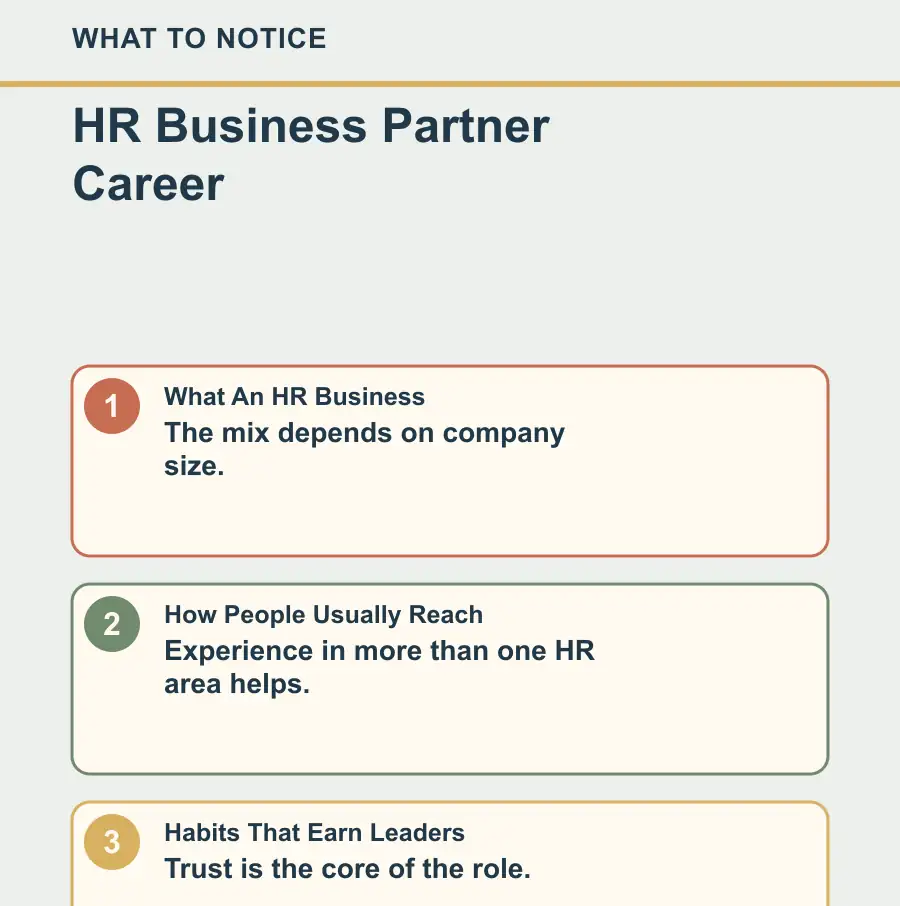 WHAT TO NOTICE
HR Business Partner
Career
1
What An HR Business
The mix depends on company
size.
2
How People Usually Reach
Experience in more than one HR
area helps.
3
Habits That Earn Leaders
Trust is the core of the role.